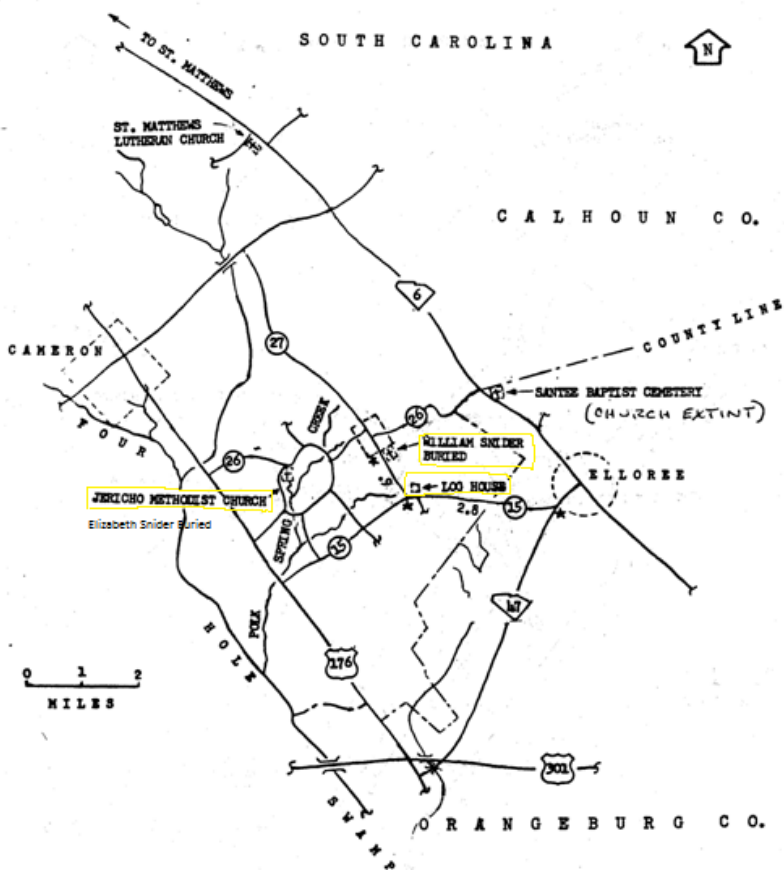 SOUTH CAROLINA
N
TO ST. MATTHEWS
ST. MATTHEWS
LUTHERAN CHURCH
CALHOUN CO.
6
COUNTY LINE
CAMERON
27
SANTEE BAPTIST CEMETERY
(CHURCH EXTINT)
FOUR
CREEK
26
WILLIAM SNIDER
BURIED
26
ELLOREE
JERICHO METHODIST CHURCH
LOG HOUSE
.9
2.8
15
Elizabeth Snider Buried
SPRING
25
POLK
HOLE
47
176
0 1 2
MILES
301
SWAMP
ORANGEBURG CO.